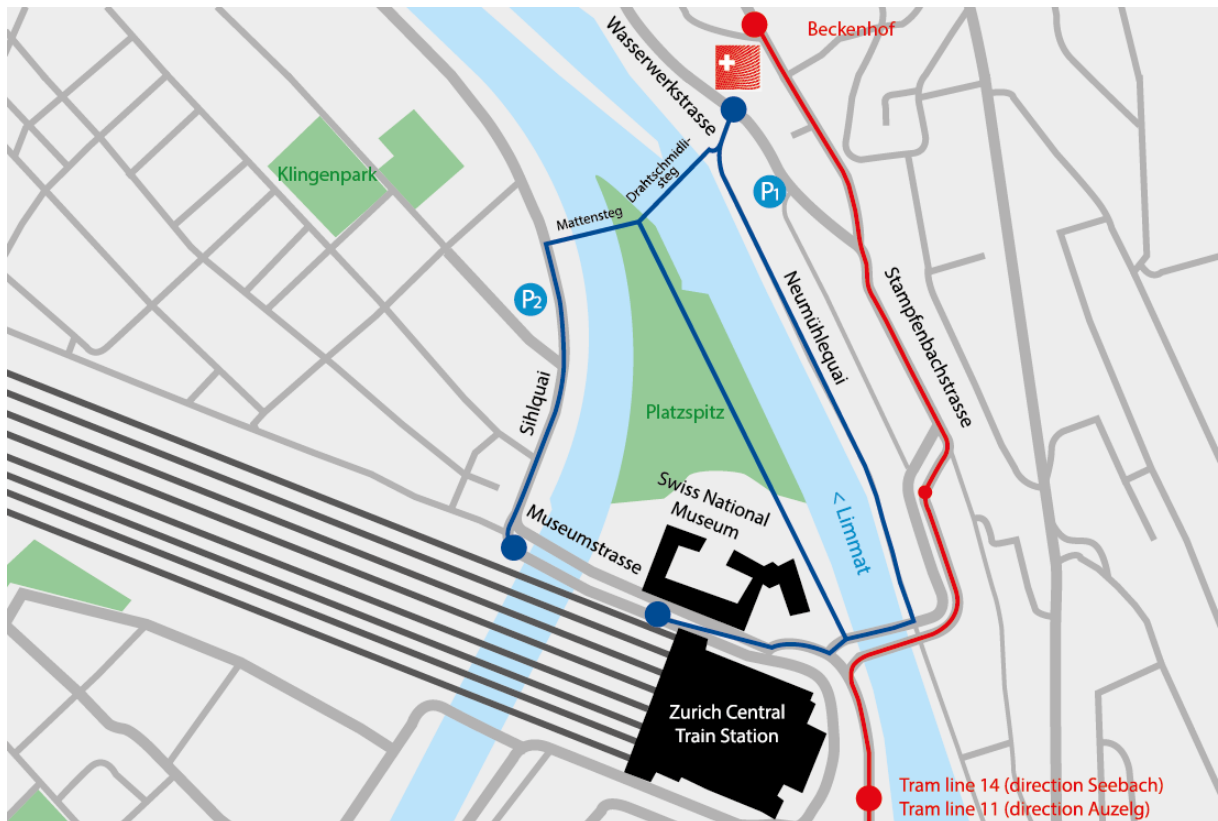 Beckenhof
Wasserwerkstrasse
Klingenpark
Drahtschmidli-
steg
Mattensteg
P1
P2
Neumühlequai
Stampfenbachstrasse
Sihlquai
Platzspitz
Swiss National
Museum
Museumstrasse
< Limmat
Zurich Central
Train Station
Tram line 14 (direction Seebach)
Tram line 11 (direction Auzelg)